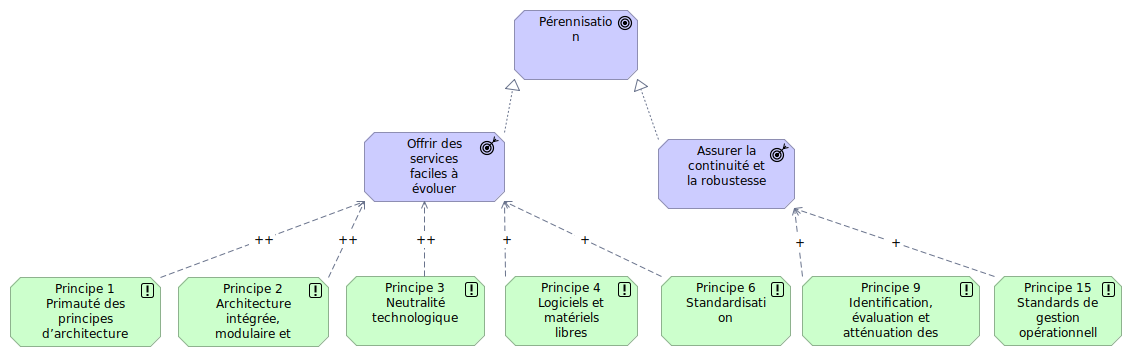 Pérennisatio
n
Offrir des
services
faciles à
évoluer
Assurer la
continuité et
la robustesse
++
++
++
+
+
+
+
Principe 1
Primauté des
principes
d’architecture
Principe 2
Architecture
intégrée,
modulaire et
Principe 3
Neutralité
technologique
Principe 4
Logiciels et
matériels
libres
Principe 6
Standardisati
on
Principe 9
Identification,
évaluation et
atténuation des
Principe 15
Standards de
gestion
opérationnell